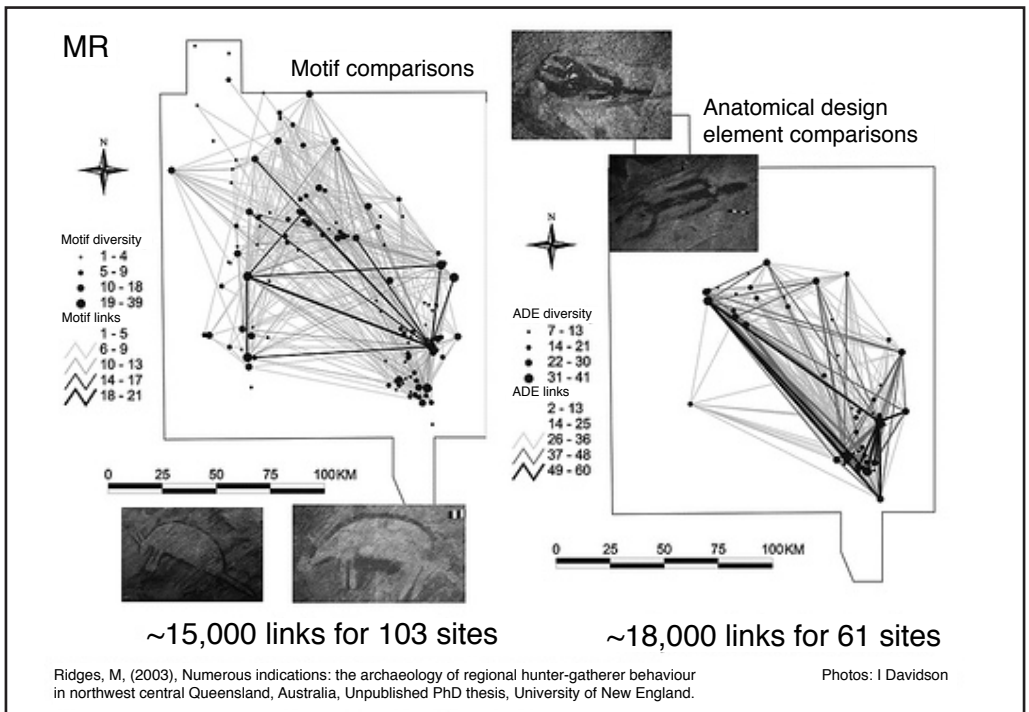 MR
Motif comparisons
N
Motif diversity
1 - 4
5 - 9
10 - 18
19 - 39
Motif links
1 - 5
6 - 9
10 - 13
14 - 17
18 - 21
0 25 50 75 100KM
~15,000 links for 103 sites
Anatomical design
element comparisons
N
ADE diversity
7 - 13
14 - 21
22 - 30
31 - 41
ADE links
2 - 13
14 - 25
26 - 36
37 - 48
49 - 60
0 25 50 75 100KM
~18,000 links for 61 sites
Ridges, M, (2003), Numerous indications: the archaeology of regional hunter-gatherer behaviour
in northwest central Queensland, Australia, Unpublished PhD thesis, University of New England.
Photos: I Davidson